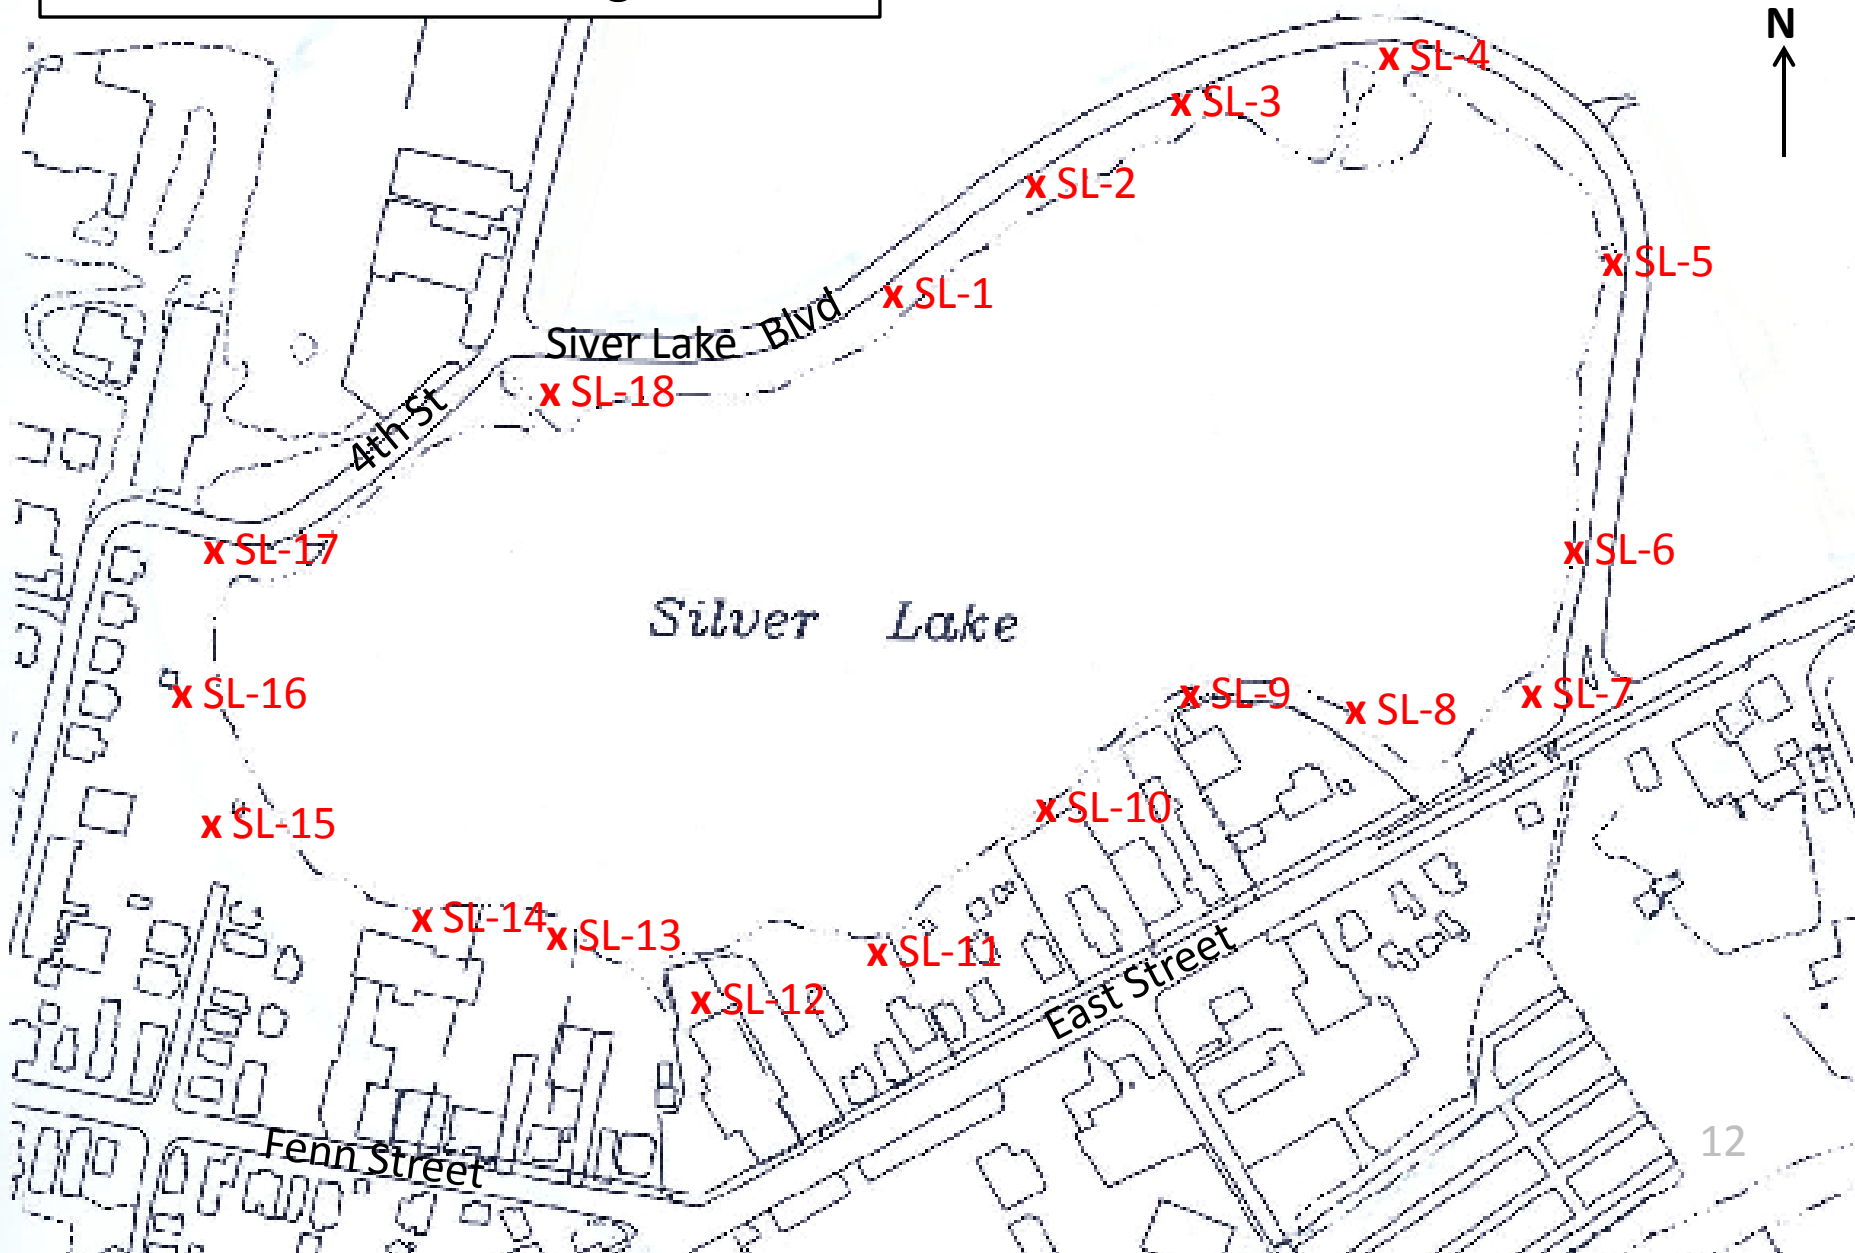 N
SL-4
SL-3
SL-2
SL-5
SL-1
Siver Lake Blvd
SL-18
4th St
SL-17
SL-6
Silver Lake
SL-16
SL-9
SL-7
SL-8
SL-10
SL-15
SL-14
SL-13
SL-11
SL-12
East Street
12
Fenn Street